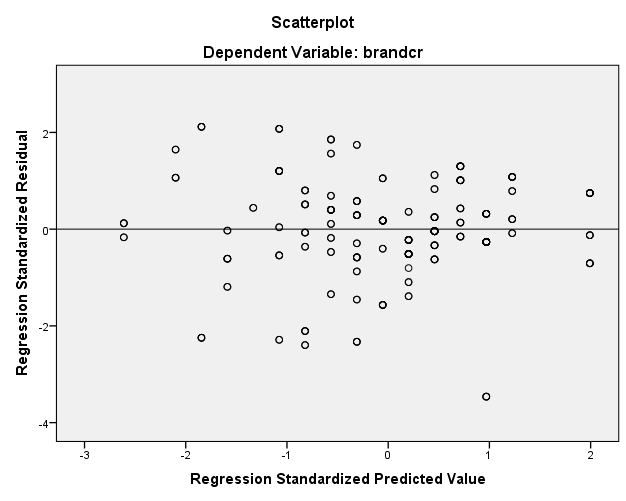 Scatterplot
Dependent Variable: brandcr
Regression Standardized Residual
2
0
-2
-4
-3
-2
-1
0
1
2
Regression Standardized Predicted Value